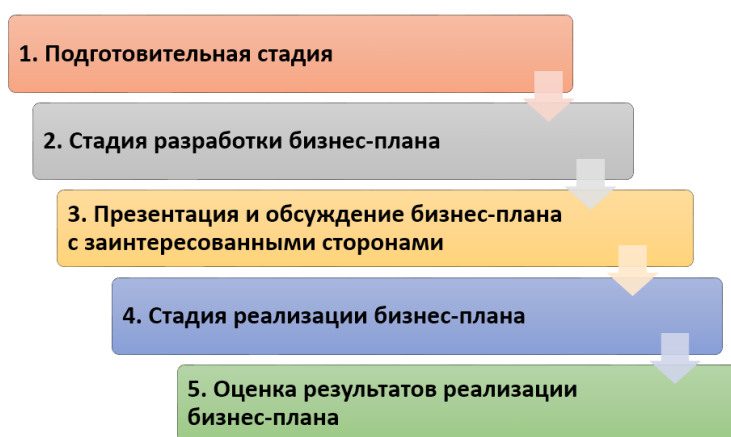 1. Подготовительная стадия
2. Стадия разработки бизнес-плана
3. Презентация и обсуждение бизнес-плана
с заинтересованными сторонами
4. Стадия реализации бизнес-плана
5. Оценка результатов реализации
бизнес-плана